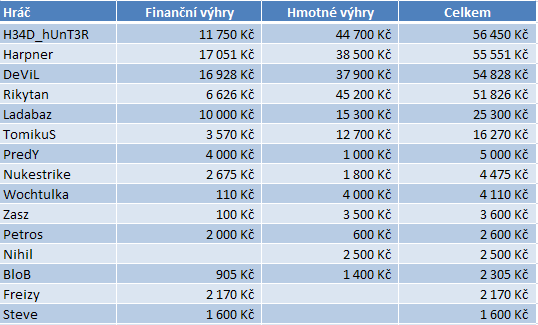 Hráč Finanční výhry Hmotné výhry Celkem
H34D_hUnT3R 11 750 Kč 44 700 Kč 56 450 Kč
Harpner 17 051 Kč 38 500 Kč 55 551 Kč
DeViL 16 928 Kč 37 900 Kč 54 828 Kč
Rikytan 6 626 Kč 45 200 Kč 51 826 Kč
Ladabaz 10 000 Kč 15 300 Kč 25 300 Kč
TomikuS 3 570 Kč 12 700 Kč 16 270 Kč
PredY 4 000 Kč 1 000 Kč 5 000 Kč
Nukestrike 2 675 Kč 1 800 Kč 4 475 Kč
Wochtulka 110 Kč 4 000 Kč 4 110 Kč
Zasz 100 Kč 3 500 Kč 3 600 Kč
Petros 2 000 Kč 600 Kč 2 600 Kč
Nihil 2 500 Kč 2 500 Kč
BloB 905 Kč 1 400 Kč 2 305 Kč
Freizy 2 170 Kč 2 170 Kč
Steve 1 600 Kč 1 600 Kč